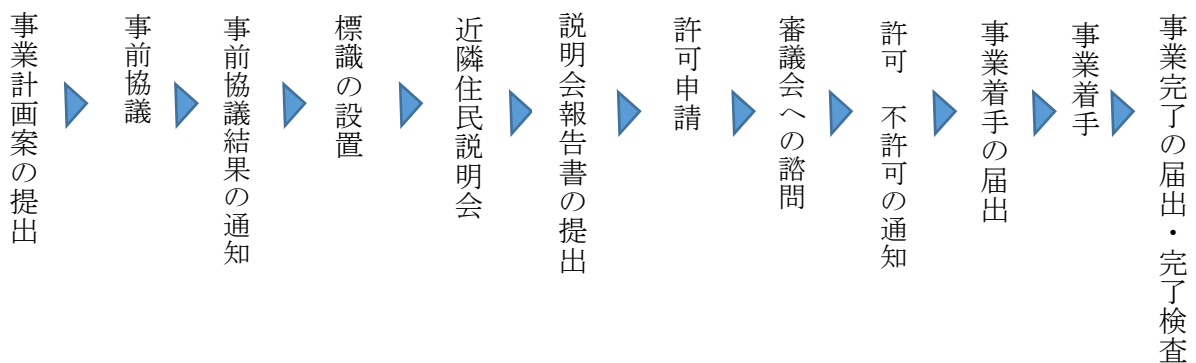 事業計画案の提出
事前協議
事前協議結果の通知
標識の設置
近隣住民説明会
説明会報告書の提出
許可申請
審議会への諮問
許可　不許可の通知
事業着手の届出
事業着手
事業完了の届出・完了検査